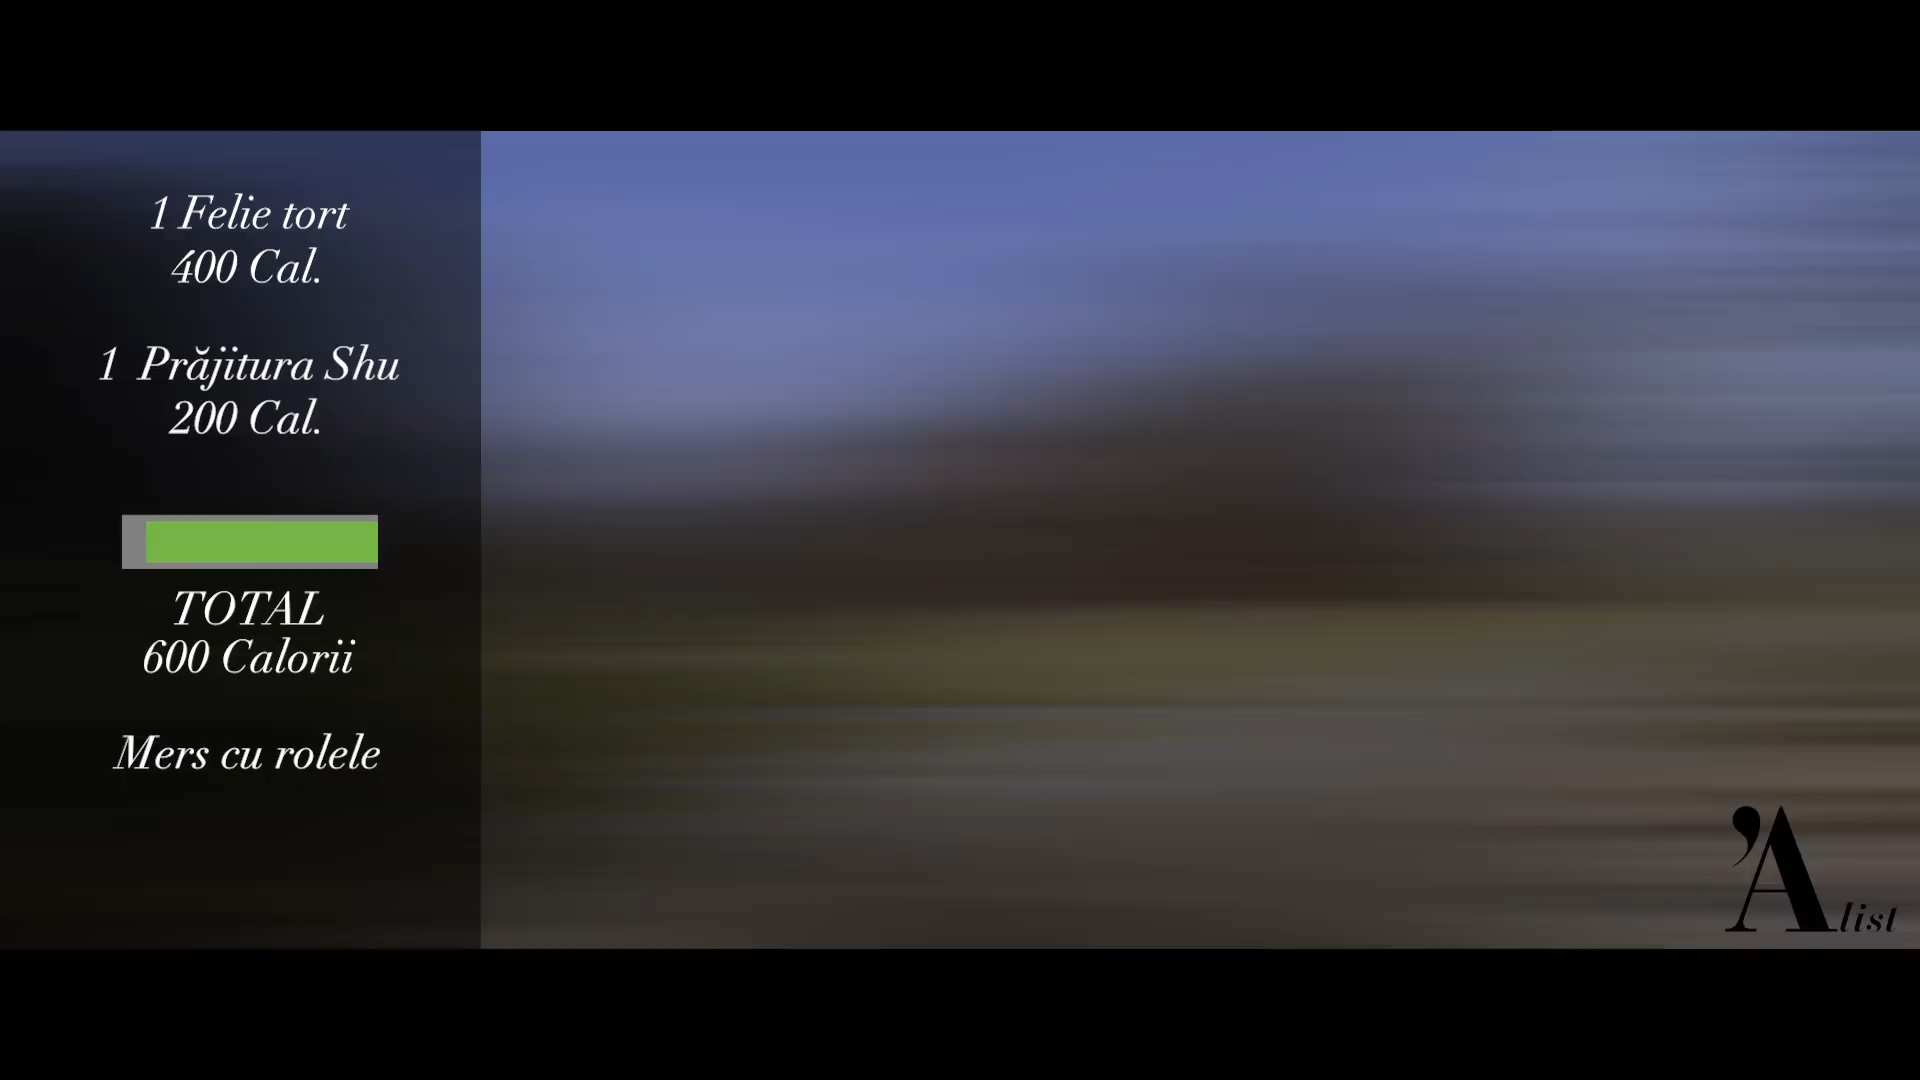 1 Felie tort
400 Cal.
1 Prăjitura Shu
200 Cal.
TOTAL
600 Calorii
Mers cu rolele
'A list